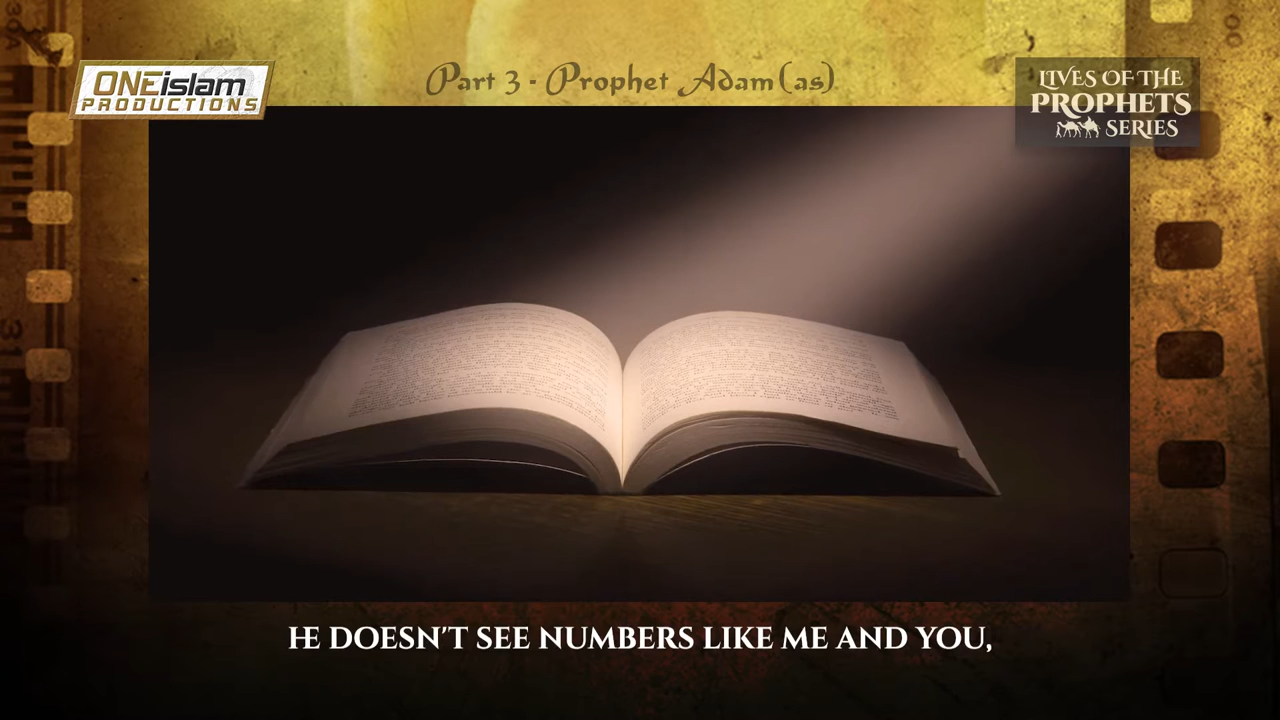 ONEislam
PRODUCTIONS
Part 3 - Prophet Adam (as)
LIVES OF THE
PROPHETS
SERIES
HE DOESN'T SEE NUMBERS LIKE ME AND YOU,